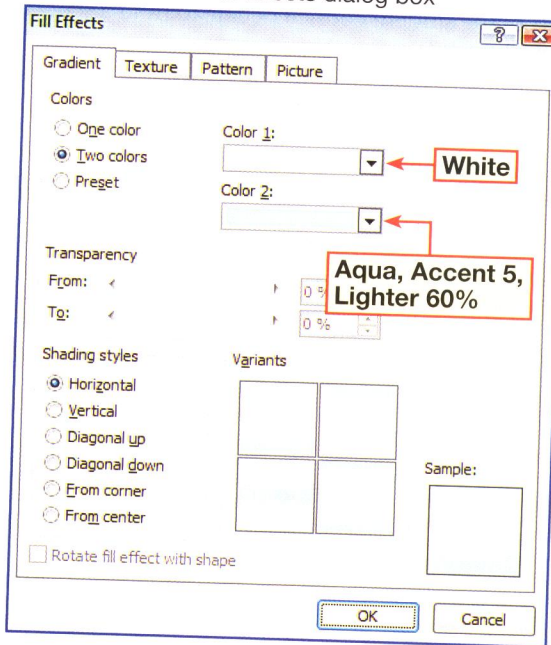 dialog box
Fill Effects
Gradient Texture Pattern Picture
Colors
One color
Two colors
Preset
Color 1:
White
Color 2:
Aqua, Accent 5,
Lighter 60%
Transparency
From:
To:
0 %
Shading styles
Horizontal
Vertical
Diagonal up
Diagonal down
From corner
From center
Variants
Sample:
Rotate fill effect with shape
OK Cancel